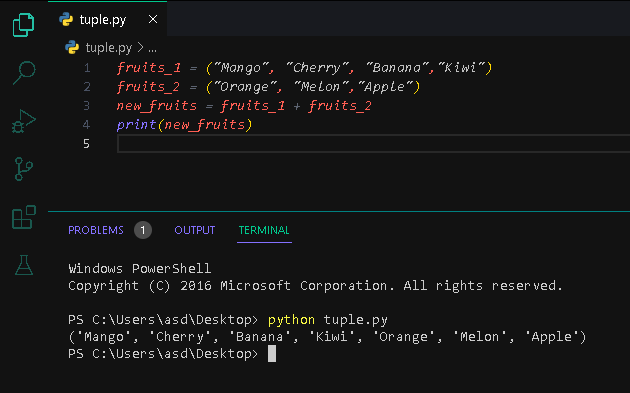 tuple.py ×
tuple.py > ...
1 fruits_1 = ("Mango", "Cherry", "Banana","Kiwi")
2 fruits_2 = ("Orange", "Melon","Apple")
3 new_fruits = fruits_1 + fruits_2
4 print(new_fruits)
5
PROBLEMS 1 OUTPUT TERMINAL
Windows PowerShell
Copyright (C) 2016 Microsoft Corporation. All rights reserved.
PS C:\Users\asd\Desktop> python tuple.py
('Mango', 'Cherry', 'Banana', 'Kiwi', 'Orange', 'Melon', 'Apple')
PS C:\Users\asd\Desktop>